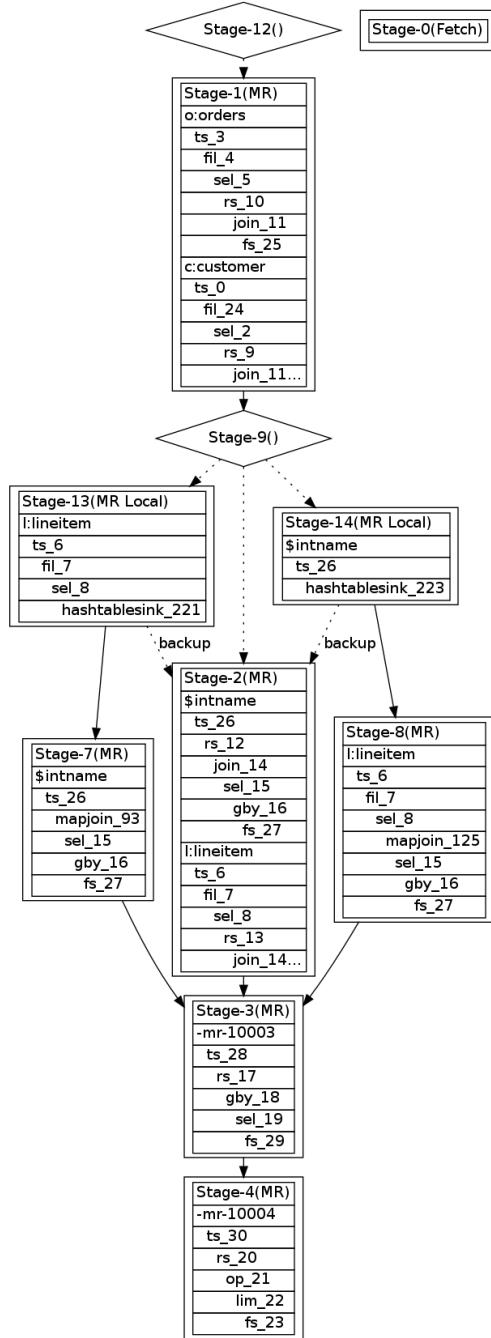 Stage-12()
Stage-0(Fetch)
Stage-1(MR)
o:orders
ts_3
fil_4
sel_5
rs_10
join_11
fs_25
c:customer
ts_0
fil_24
sel_2
rs_9
join_11...
Stage-9()
Stage-13(MR Local)
l:lineitem
ts_6
fil_7
sel_8
hashtablesink_221
Stage-14(MR Local)
$intname
ts_26
hashtablesink_223
backup
backup
Stage-2(MR)
$intname
ts_26
rs_12
join_14
sel_15
gby_16
fs_27
l:lineitem
ts_6
fil_7
sel_8
rs_13
join_14...
Stage-7(MR)
$intname
ts_26
mapjoin_93
sel_15
gby_16
fs_27
Stage-8(MR)
l:lineitem
ts_6
fil_7
sel_8
mapjoin_125
sel_15
gby_16
fs_27
Stage-3(MR)
-mr-10003
ts_28
rs_17
gby_18
sel_19
fs_29
Stage-4(MR)
-mr-10004
ts_30
rs_20
op_21
lim_22
fs_23